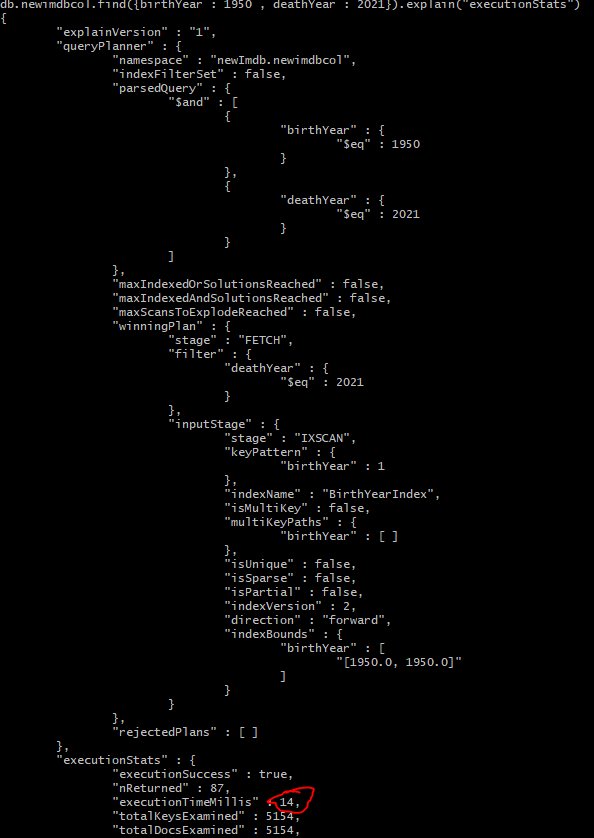 db.newimdbcol.find({birthYear : 1950 , deathYear : 2021}).explain("executionStats")
{
"explainVersion" : "1",
"queryPlanner" : {
"namespace" : "newImdb.newimdbcol",
"indexFilterSet" : false,
"parsedQuery" : {
"$and" : [
{
"birthYear" : {
"$eq" : 1950
}
},
{
"deathYear" : {
"$eq" : 2021
}
}
]
},
"maxIndexedOrSolutionsReached" : false,
"maxIndexedAndSolutionsReached" : false,
"maxScansToExplodeReached" : false,
"winningPlan" : {
"stage" : "FETCH",
"filter" : {
"deathYear" : {
"$eq" : 2021
}
},
"inputStage" : {
"stage" : "IXSCAN",
"keyPattern" : {
"birthYear" : 1
},
"indexName" : "BirthYearIndex",
"isMultiKey" : false,
"multiKeyPaths" : {
"birthYear" : [ ]
},
"isUnique" : false,
"isSparse" : false,
"isPartial" : false,
"indexVersion" : 2,
"direction" : "forward",
"indexBounds" : {
"birthYear" : [
"[1950.0, 1950.0]"
]
}
}
},
"rejectedPlans" : [ ]
},
"executionStats" : {
"executionSuccess" : true,
"nReturned" : 87,
"executionTimeMillis" : 14,
"totalKeysExamined" : 5154,
"totalDocsExamined" : 5154,